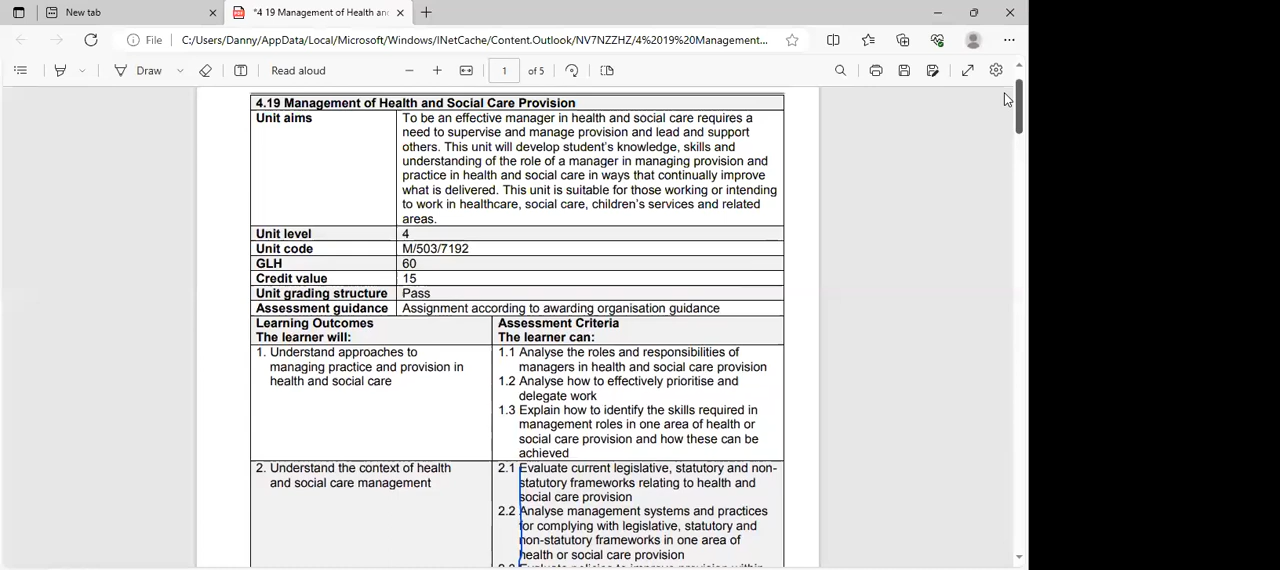 New tab
*4 19 Management of Health and
File
C:/Users/Danny/AppData/Local/Microsoft/Windows/INetCache/Content.Outlook/NV7NZZHZ/4%2019%20Management...
Draw
Read aloud
1
of 5
4.19 Management of Health and Social Care Provision
Unit aims
To be an effective manager in health and social care requires a
need to supervise and manage provision and lead and support
others. This unit will develop student's knowledge, skills and
understanding of the role of a manager in managing provision and
practice in health and social care in ways that continually improve
what is delivered. This unit is suitable for those working or intending
to work in healthcare, social care, children's services and related
areas.
Unit level 4
Unit code M/503/7192
GLH 60
Credit value 15
Unit grading structure Pass
Assessment guidance Assignment according to awarding organisation guidance
Learning Outcomes
The learner will:
Assessment Criteria
The learner can:
1. Understand approaches to
managing practice and provision in
health and social care
1.1 Analyse the roles and responsibilities of
managers in health and social care provision
1.2 Analyse how to effectively prioritise and
delegate work
1.3 Explain how to identify the skills required in
management roles in one area of health or
social care provision and how these can be
achieved
2. Understand the context of health
and social care management
2.1 Evaluate current legislative, statutory and non-
statutory frameworks relating to health and
social care provision
2.2 Analyse management systems and practices
for complying with legislative, statutory and
non-statutory frameworks in one area of
health or social care provision